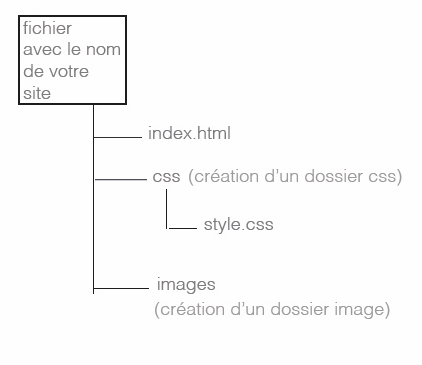 fichier
avec le nom
de votre
site
index.html
css (création d'un dossier css)
style.css
images
(création d'un dossier image)